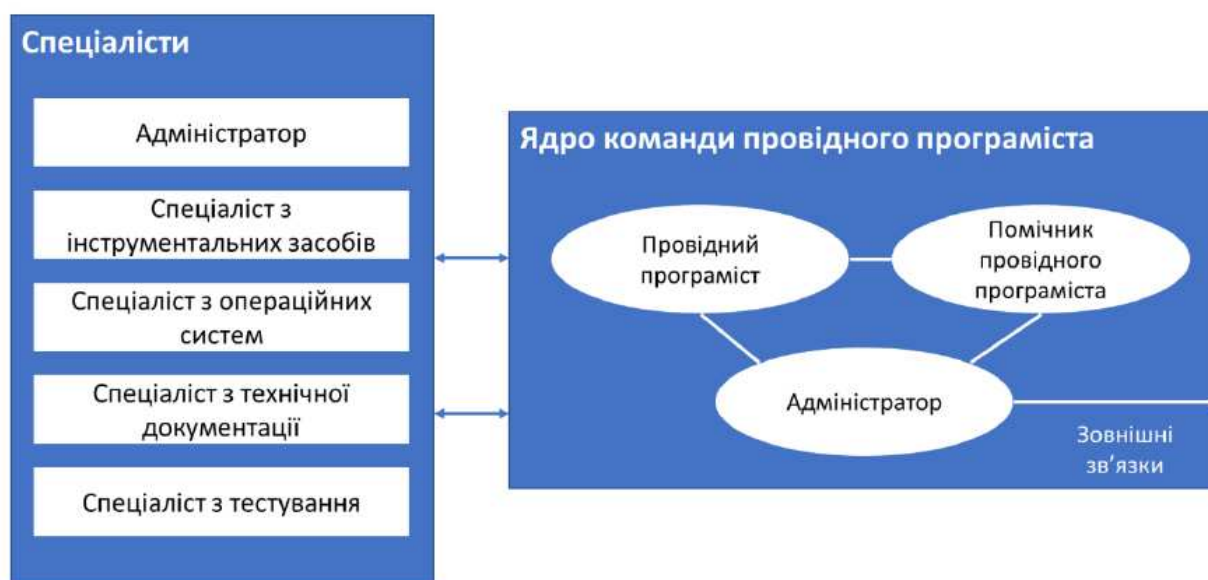 Спеціалісти
Адміністратор
Спеціаліст з
інструментальних засобів
Спеціаліст з операційних
систем
Спеціаліст з технічної
документації
Спеціаліст з тестування
Ядро команди провідного програміста
Провідний
програміст
Помічник
провідного
програміста
Адміністратор
Зовнішні
зв’язки